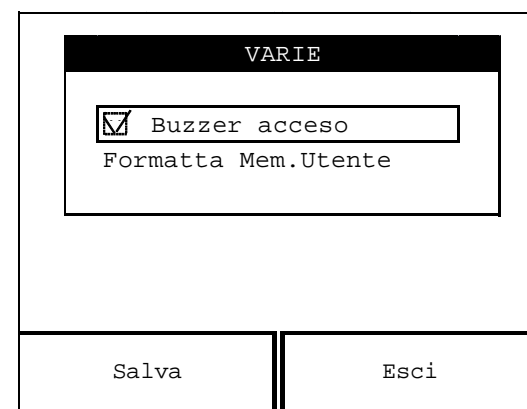 VARIE
Buzzer acceso
Formatta Mem.Utente
Salva
Esci